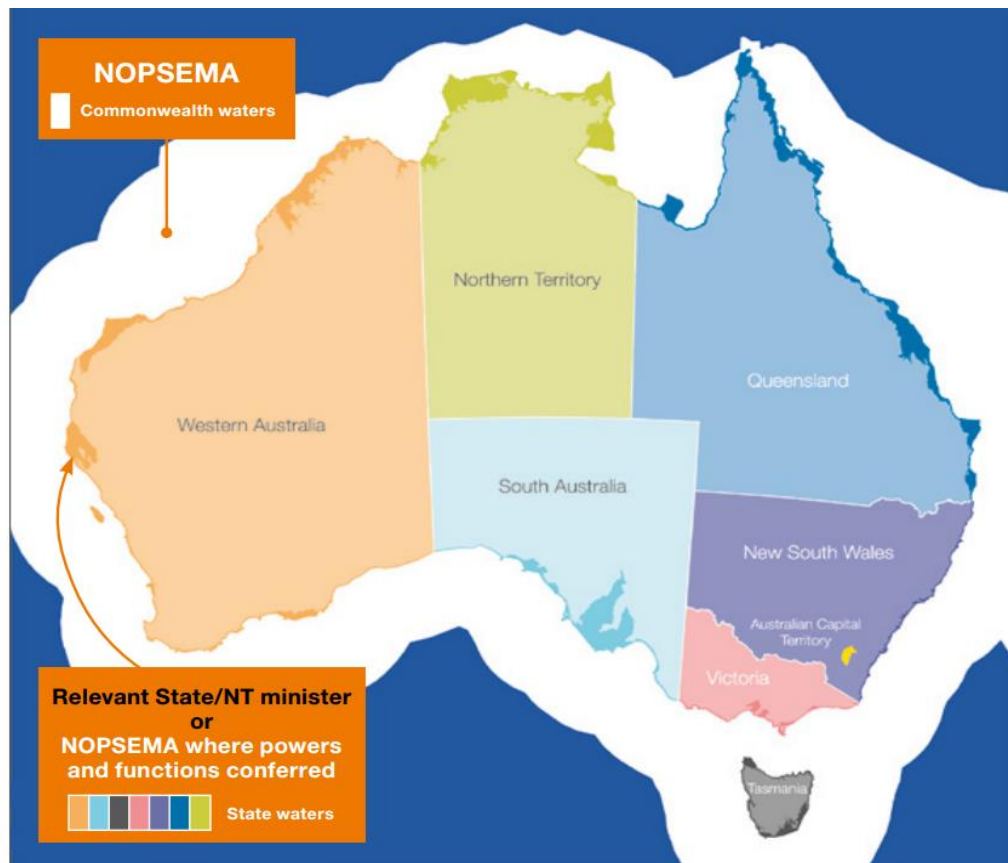 NOPSEMA
Commonwealth waters
Northern Territory
Queensland
Western Australia
South Australia
New South Wales
Australian Capital
Territory
Victoria
Relevant State/NT minister
or
NOPSEMA where powers
and functions conferred
State waters
Tasmania